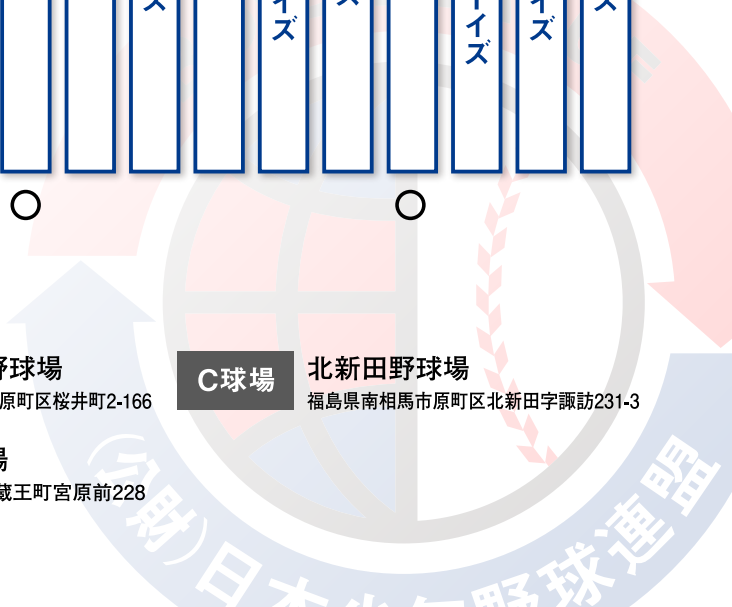 ズ
イズ
ス
イズ
イズ
ス
野球場
C球場
北新田野球場
原町区桜井町2-166
福島県南相馬市原町区北新田字諏訪231-3
場
蔵王町宮原前228
(公財)日本少年野球連盟